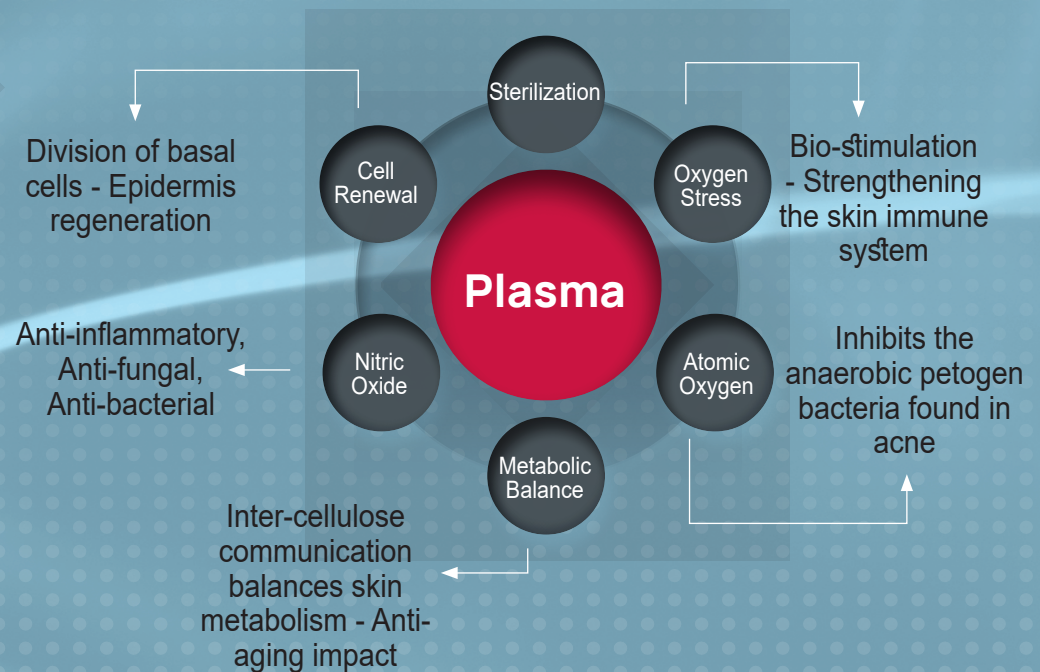 Sterilization
Cell
Renewal
Oxygen
Stress
Division of basal
cells - Epidermis
regeneration
Bio-stimulation
- Strengthening
the skin immune
system
Plasma
Anti-inflammatory,
Anti-fungal,
Anti-bacterial
Nitric
Oxide
Atomic
Oxygen
Inhibits the
anaerobic petogen
bacteria found in
acne
Metabolic
Balance
Inter-cellulose
communication
balances skin
metabolism - Anti-
aging impact